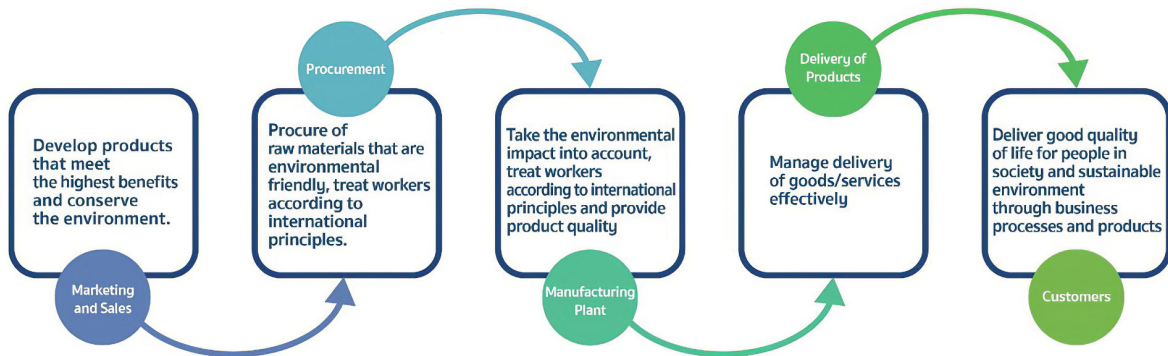 Develop products
that meet
the highest benefits
and conserve
the environment.
Marketing
and Sales
Procurement
Procure of
raw materials that are
environmental
friendly, treat workers
according to
international
principles.
Take the environmental
impact into account,
treat workers
according to international
principles and provide
product quality
Manufacturing
Plant
Delivery of
Products
Manage delivery
of goods/services
effectively
Deliver good quality
of life for people in
society and sustainable
environment
through business
processes and products
Customers